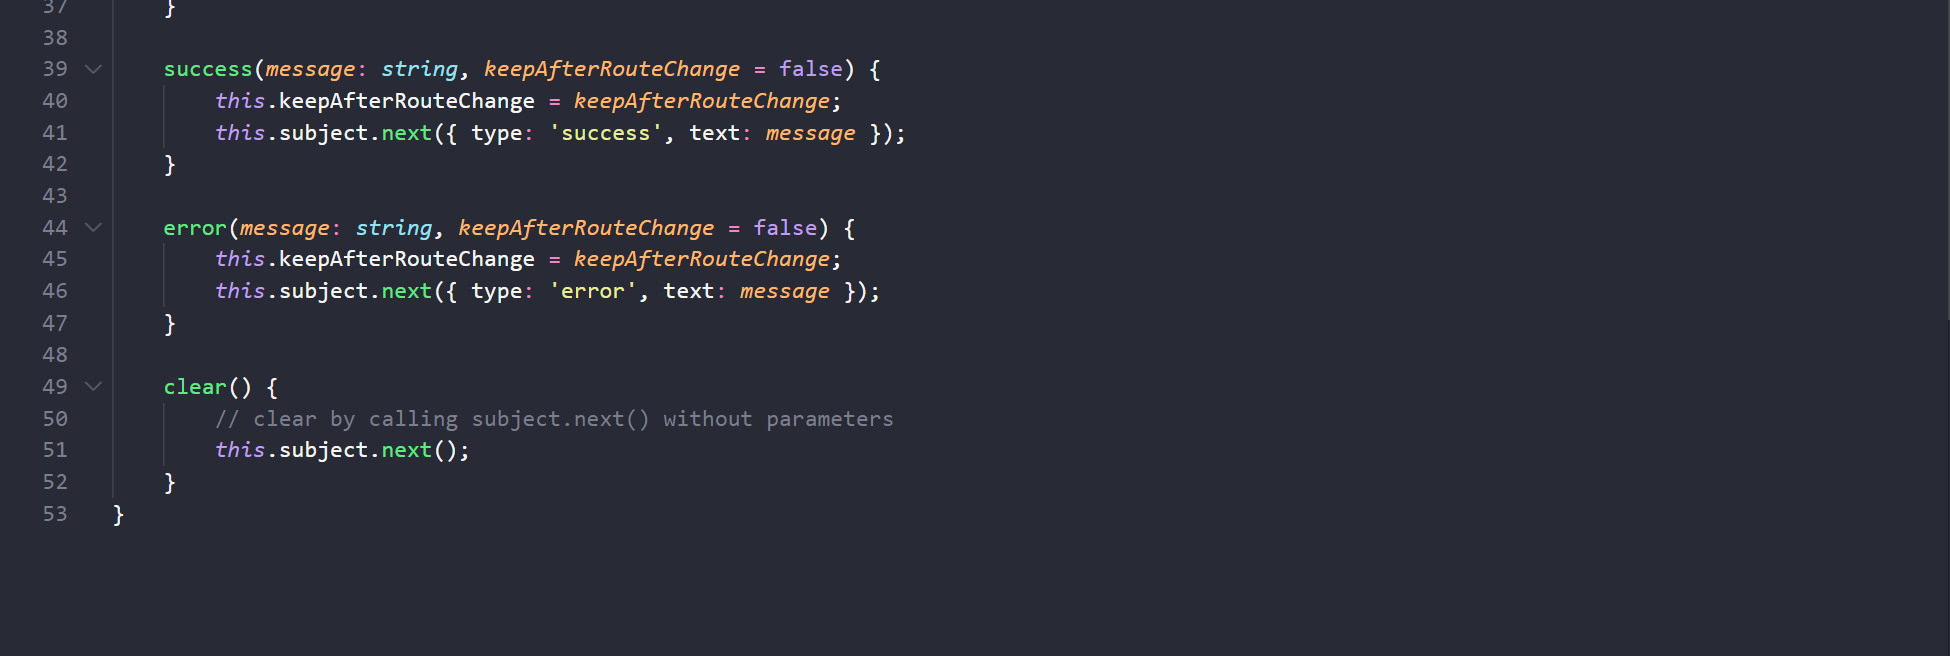 37 }
38
39 success(message: string, keepAfterRouteChange = false) {
40 this.keepAfterRouteChange = keepAfterRouteChange;
41 this.subject.next({ type: 'success', text: message });
42 }
43
44 error(message: string, keepAfterRouteChange = false) {
45 this.keepAfterRouteChange = keepAfterRouteChange;
46 this.subject.next({ type: 'error', text: message });
47 }
48
49 clear() {
50 // clear by calling subject.next() without parameters
51 this.subject.next();
52 }
53 }